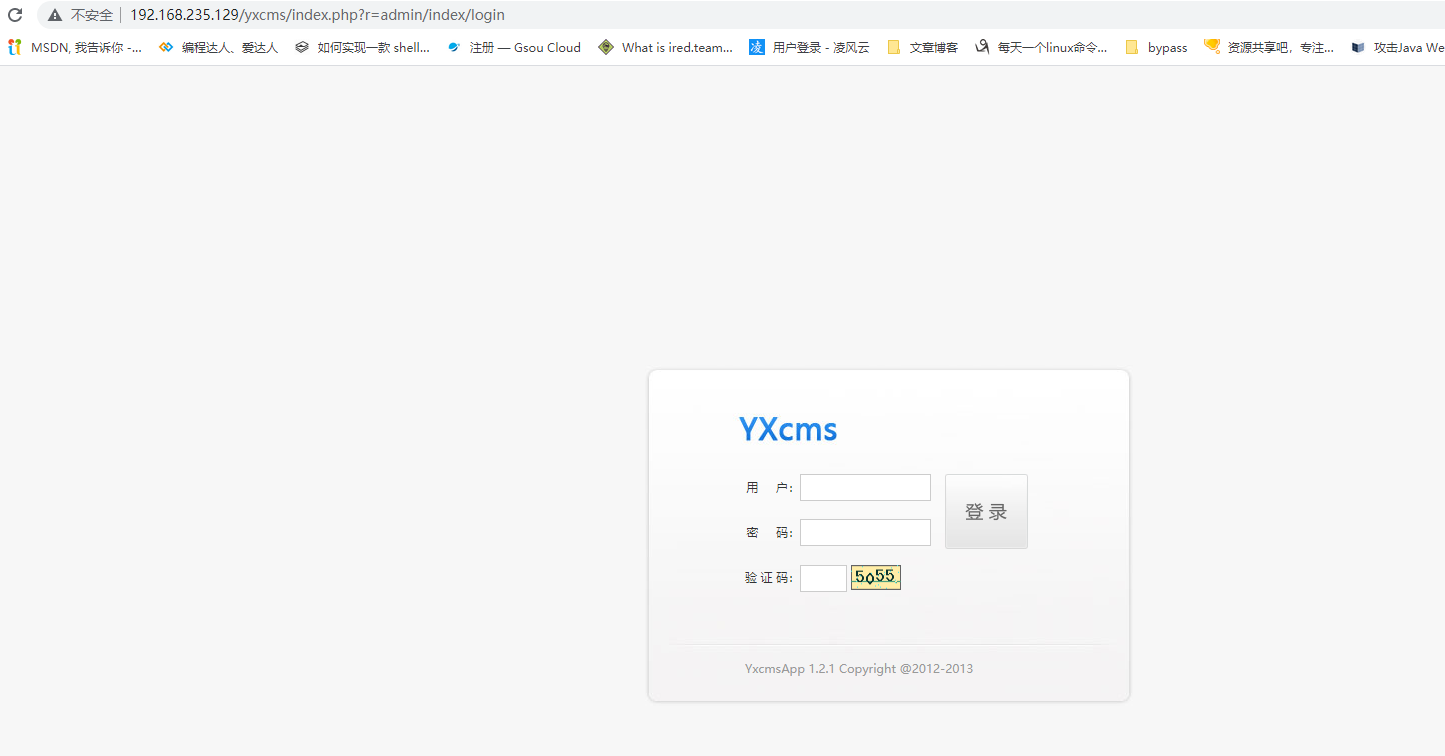 不安全 192.168.235.129/yxcms/index.php?r=admin/index/login
MSDN, 我告诉你 -... 编程达人、爱达人 如何实现一款 shell... 注册 — Gsou Cloud What is ired.team... 凌 用户登录 - 凌风云 文章博客 每天一个linux命令... bypass 资源共享吧，专注... 攻击Java We
YXcms
用 户:
登 录
密 码:
验 证 码: 5055
YxcmsApp 1.2.1 Copyright @2012-2013